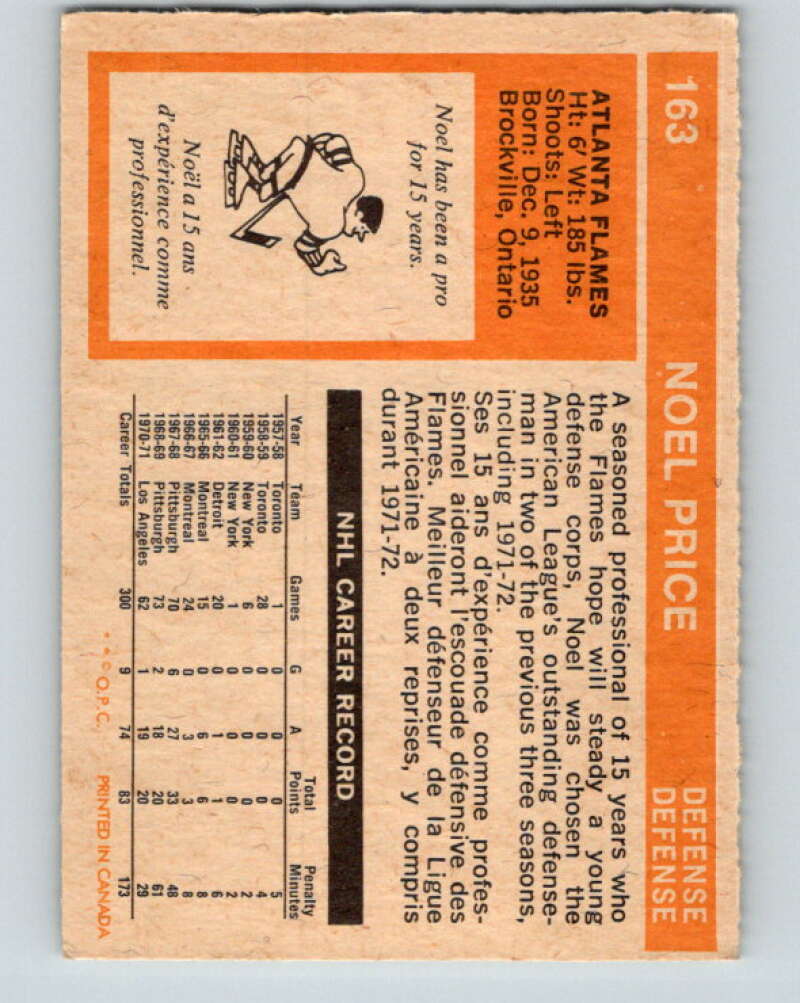 163 NOEL PRICE DEFENSE
DEFENSE
ATLANTA FLAMES
Ht: 6' Wt: 185 lbs.
Shoots: Left
Born: Dec. 9, 1935
Brockville, Ontario
Noel has been a pro
for 15 years.
Noël a 15 ans
d'expérience comme
professionnel.
A seasoned professional of 15 years who
the Flames hope will steady a young
defense corps, Noel was chosen the
American League's outstanding defense-
man in two of the previous three seasons,
including 1971-72.
Ses 15 ans d'expérience comme profes-
sionnel aideront l'escouade défensive des
Flames. Meilleur défenseur de la Ligue
Américaine à deux reprises, y compris
durant 1971-72.
NHL CAREER RECORD
Year Team Games G A Total Points Penalty Minutes
1957-58 Toronto 1 0 0 0 5
1958-59 Toronto 28 0 0 0 4
1959-60 New York 6 0 0 0 2
1960-61 New York 1 0 0 0 2
1961-62 Detroit 20 0 1 1 6
1965-66 Montreal 15 0 6 6 8
1966-67 Montreal 24 0 3 3 8
1967-68 Pittsburgh 70 6 27 33 48
1968-69 Pittsburgh 73 2 18 20 61
1970-71 Los Angeles 62 1 19 20 29
Career Totals 300 9 74 83 173
* * © O.P.C. PRINTED IN CANADA